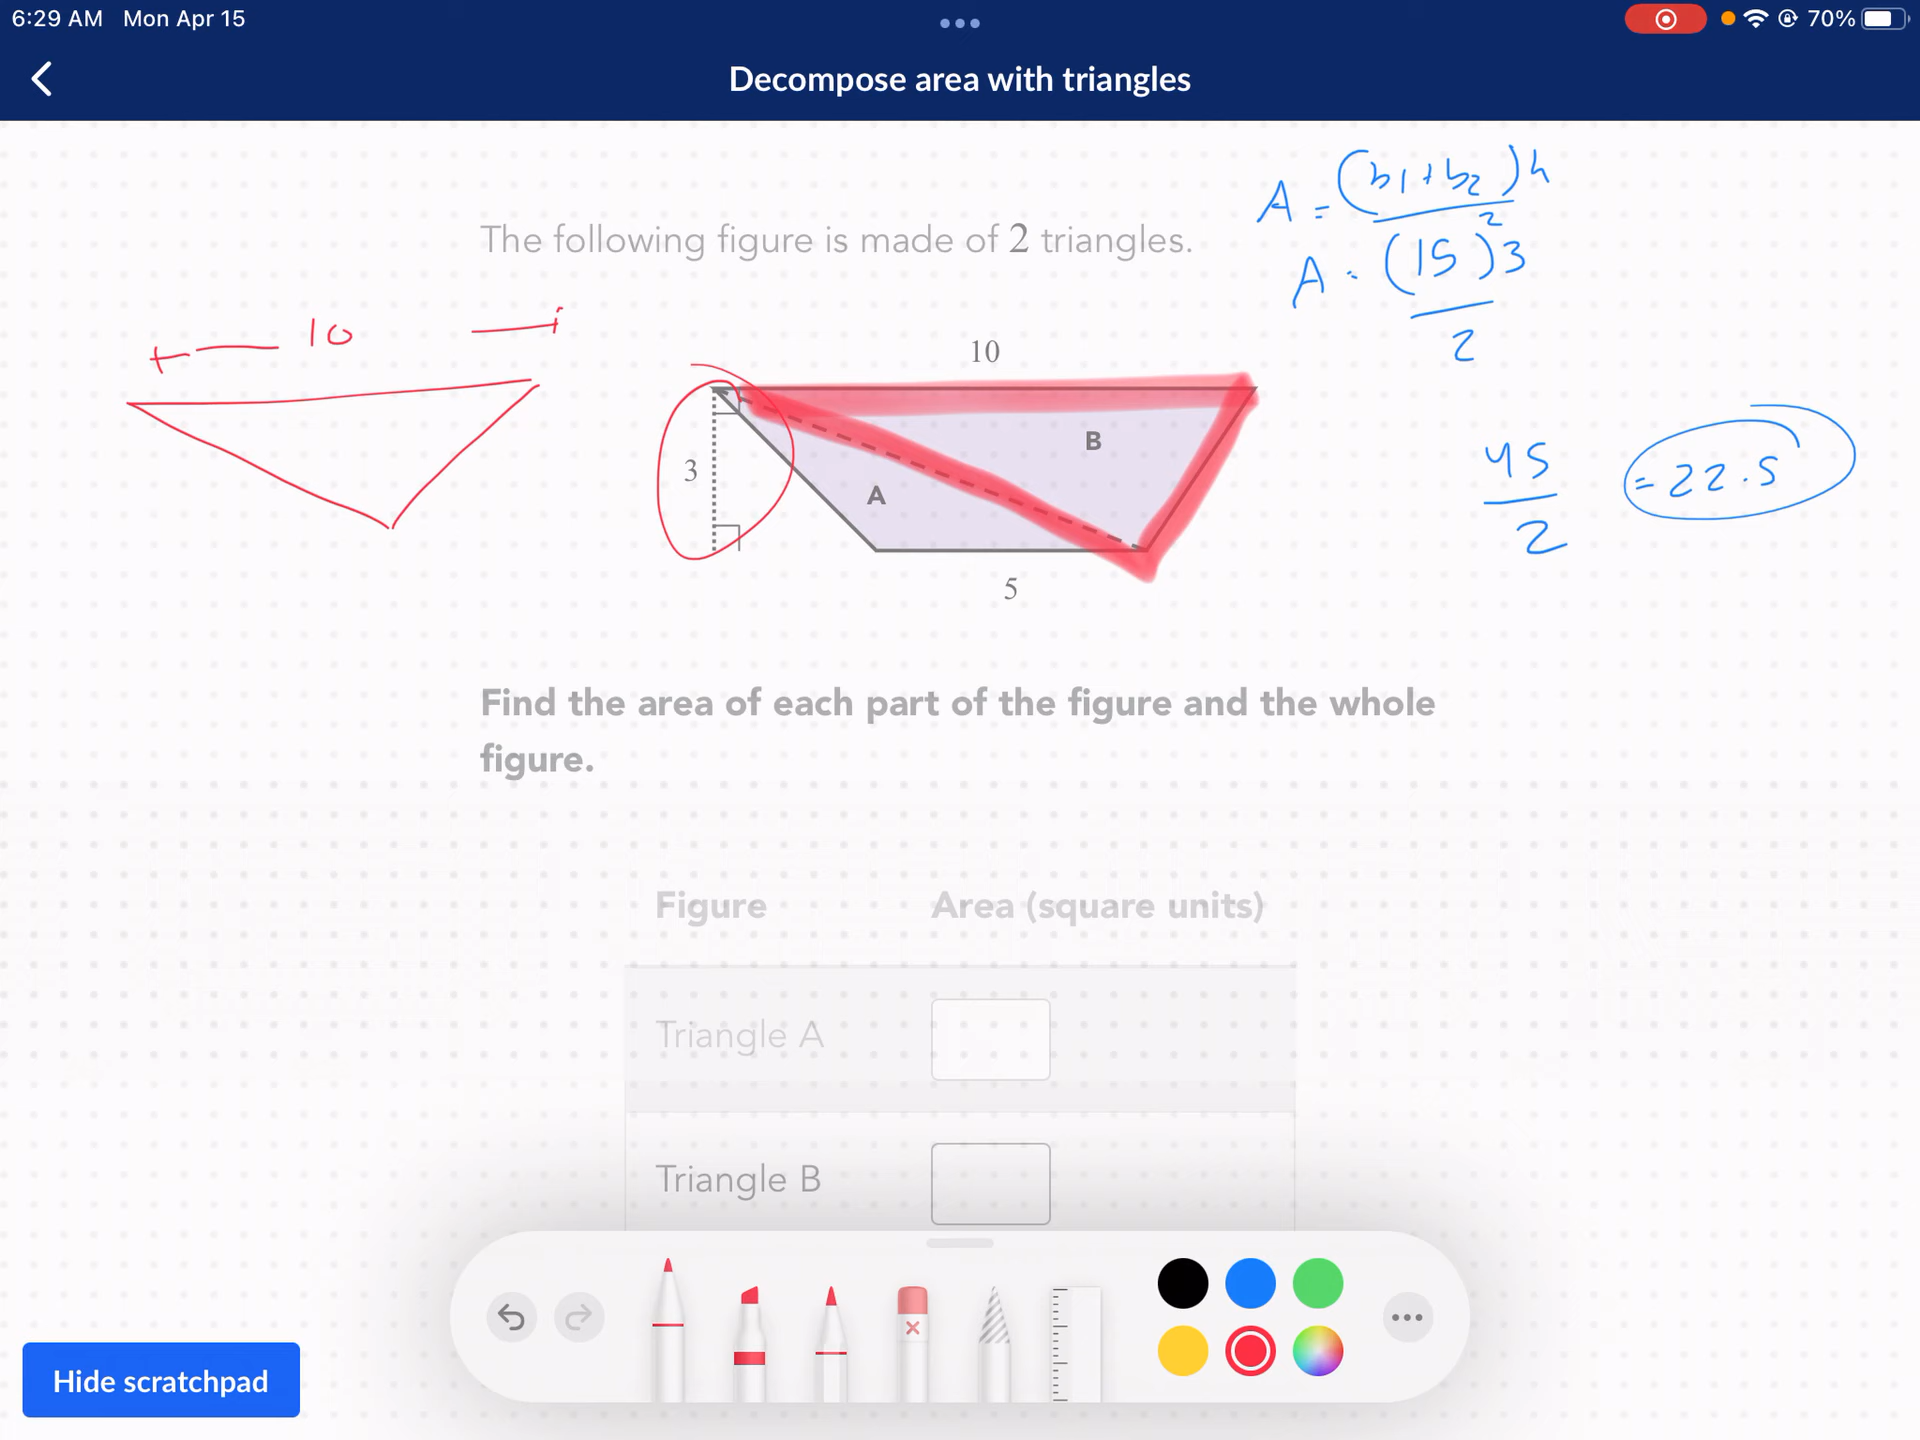 6:29 AM Mon Apr 15
70%
Decompose area with triangles
The following figure is made of 2 triangles.
A = (b1+b2)h
2
A = (15)3
2
10
10
B
3
A
5
45
2
= 22.5
Find the area of each part of the figure and the whole
figure.
Figure Area (square units)
Triangle A
Triangle B
Hide scratchpad